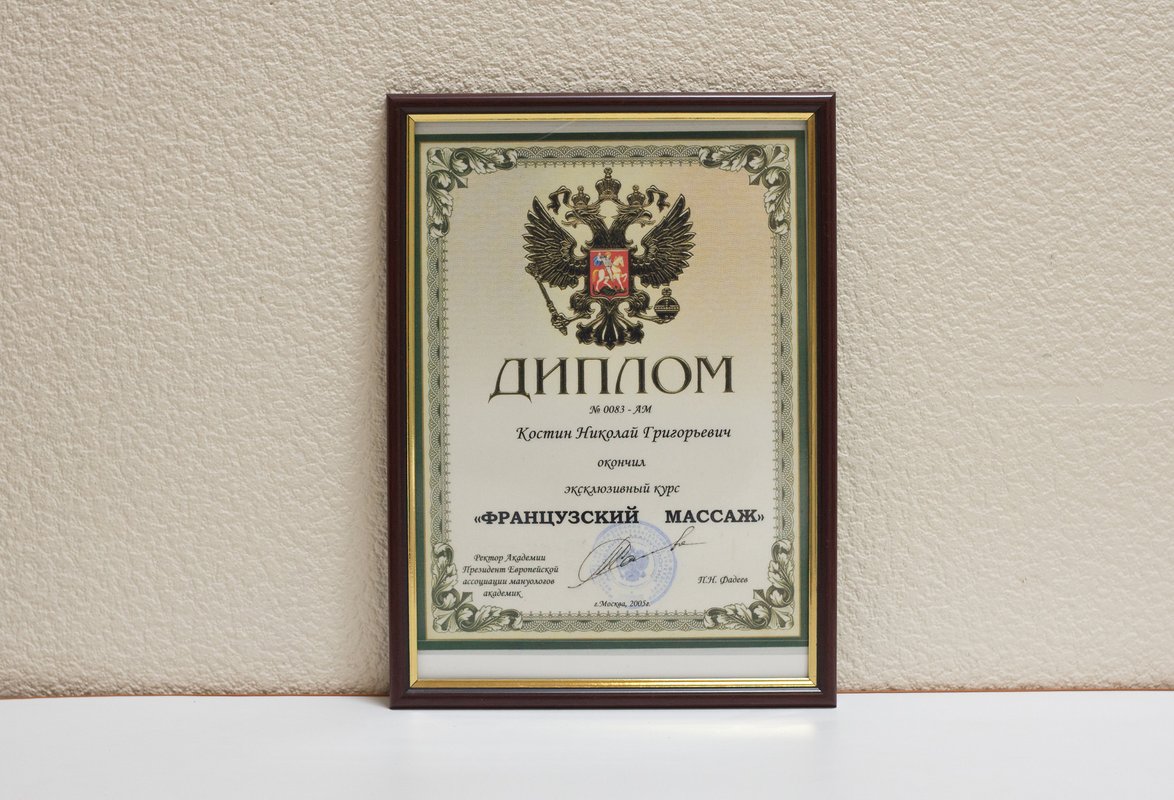 ДИПЛОМ
№ 0083 - АМ
Костин Николай Григорьевич
окончил
эксклюзивный курс
«ФРАНЦУЗСКИЙ МАССАЖ»
Ректор Академии
Президент Европейской
ассоциации мануологов
академик
П.Н. Фадеев
г.Москва, 2005г.